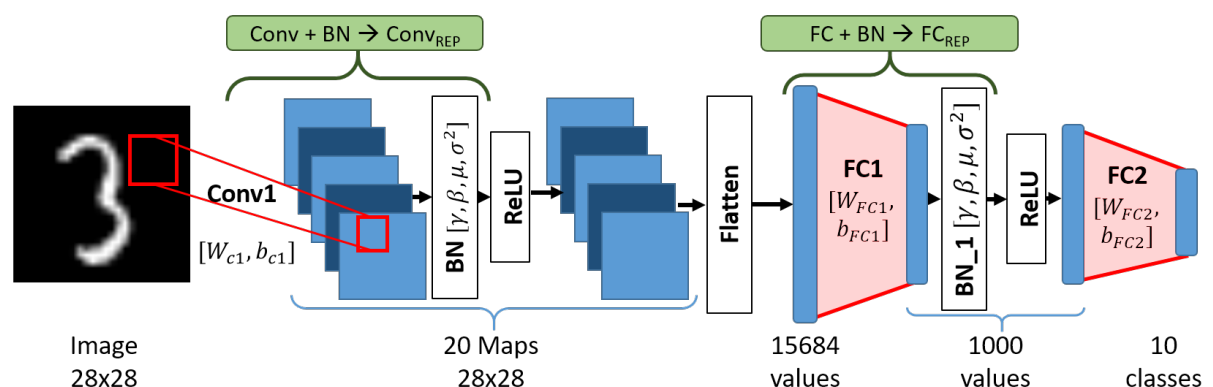 Conv + BN → Conv_REP
FC + BN → FC_REP
Conv1
[W_c1, b_c1]
BN [γ, β, μ, σ²]
ReLU
Flatten
FC1
[W_FC1,
b_FC1]
BN_1 [γ, β, μ, σ²]
ReLU
FC2
[W_FC2,
b_FC2]
Image
28x28
20 Maps
28x28
15684
values
1000
values
10
classes